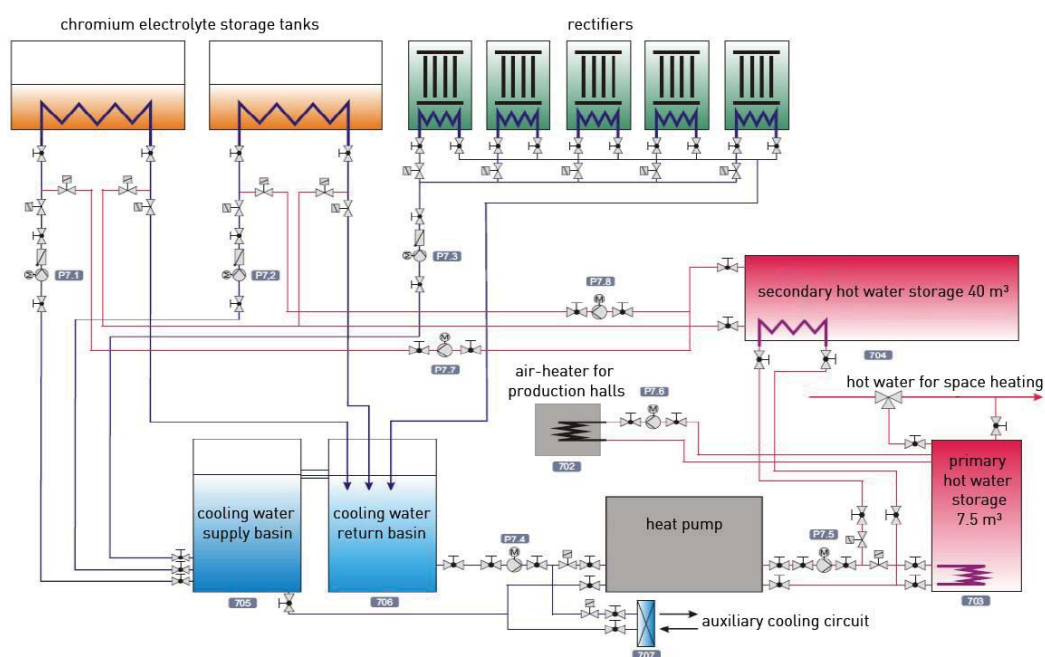 chromium electrolyte storage tanks
rectifiers
P7.1
P7.2
P7.3
P7.8
secondary hot water storage 40 m³
P7.7
704
air-heater for
production halls
P7.6
hot water for space heating
702
primary
hot water
storage
7.5 m³
cooling water
supply basin
cooling water
return basin
heat pump
P7.4
P7.5
M
M
M
M
M
M
M
M
705
706
703
auxiliary cooling circuit
707